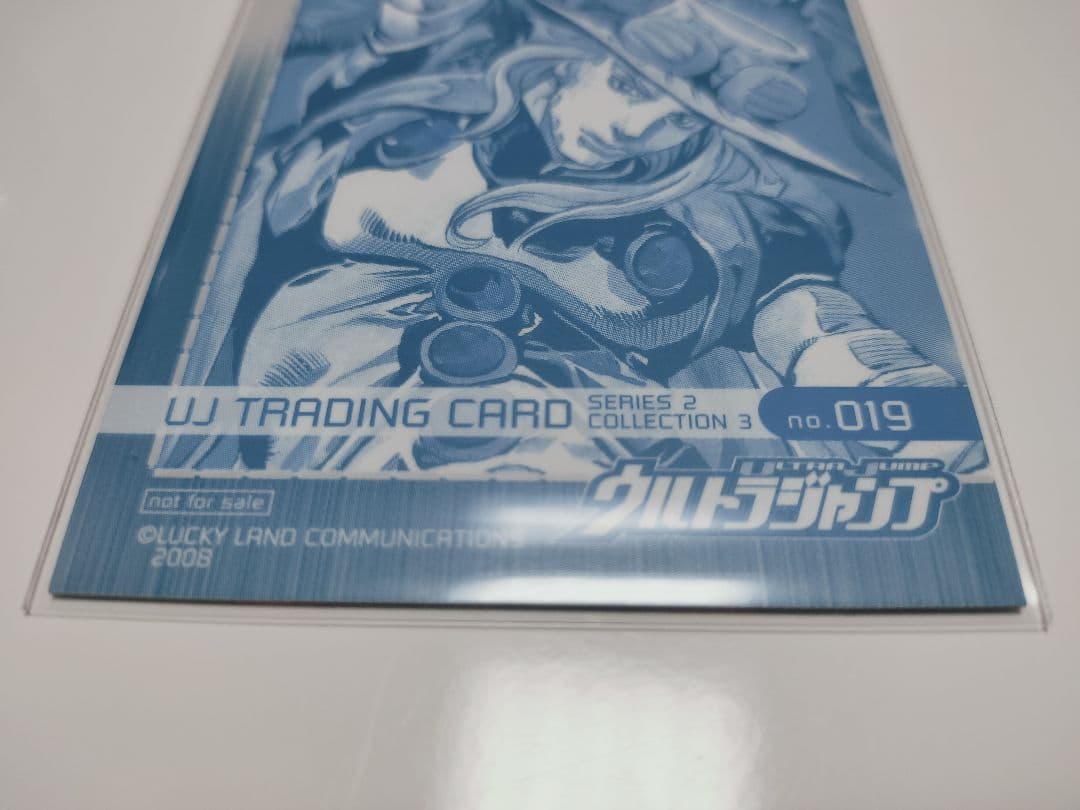 UJ TRADING CARD
SERIES 2
COLLECTION 3
no.019
ULTRA JUMP
ウルトラジャンプ
not for sale
©LUCKY LAND COMMUNICATIONS
2008